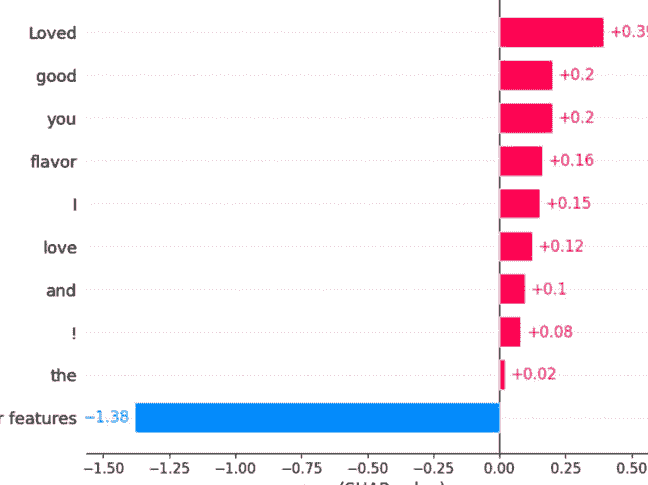 Loved +0.39
good +0.2
you +0.2
flavor +0.16
I +0.15
love +0.12
and +0.1
! +0.08
the +0.02
features −1.38
−1.50 −1.25 −1.00 −0.75 −0.50 −0.25 0.00 0.25 0.50